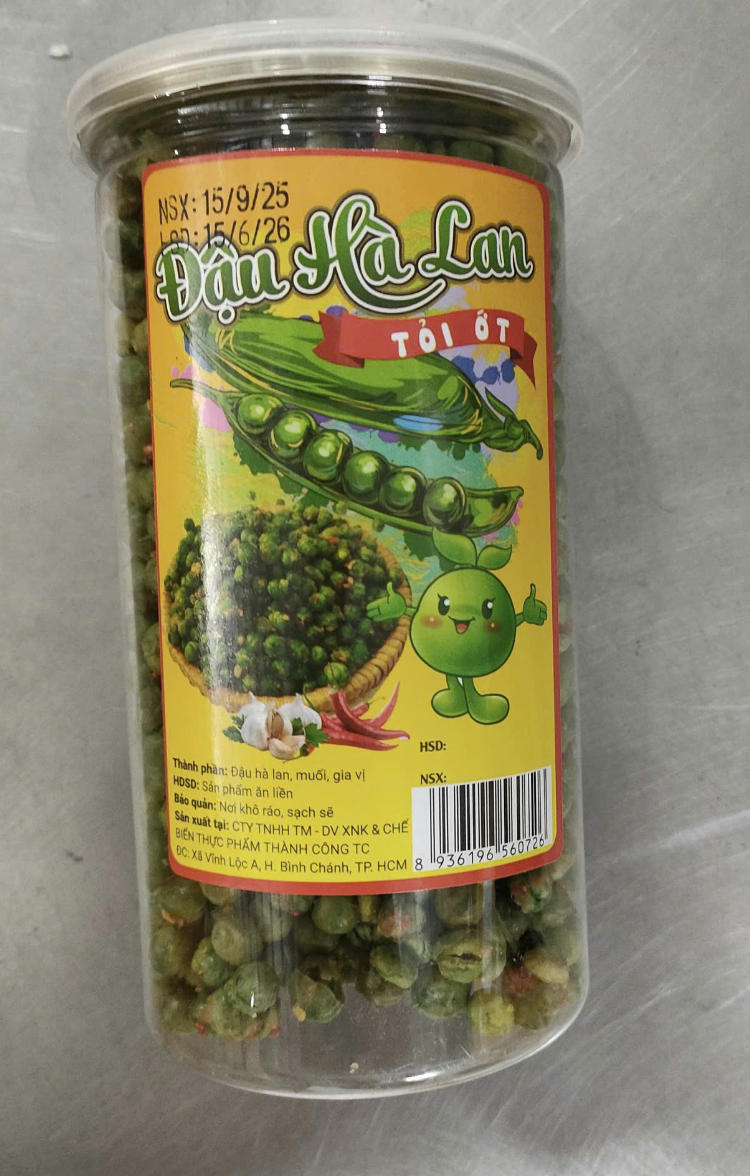 NSX: 15/9/25
HSD: 15/6/26
Đậu Hà Lan
TỎI ỚT
HSD:
NSX:
Thành phần: Đậu hà lan, muối, gia vị
HDSD: Sản phẩm ăn liền
Bảo quản: Nơi khô ráo, sạch sẽ
Sản xuất tại: CTY TNHH TM - DV XNK & CHẾ
BIẾN THỰC PHẨM THÀNH CÔNG TC
ĐC: Xã Vĩnh Lộc A, H. Bình Chánh, TP. HCM
8 936196 560726